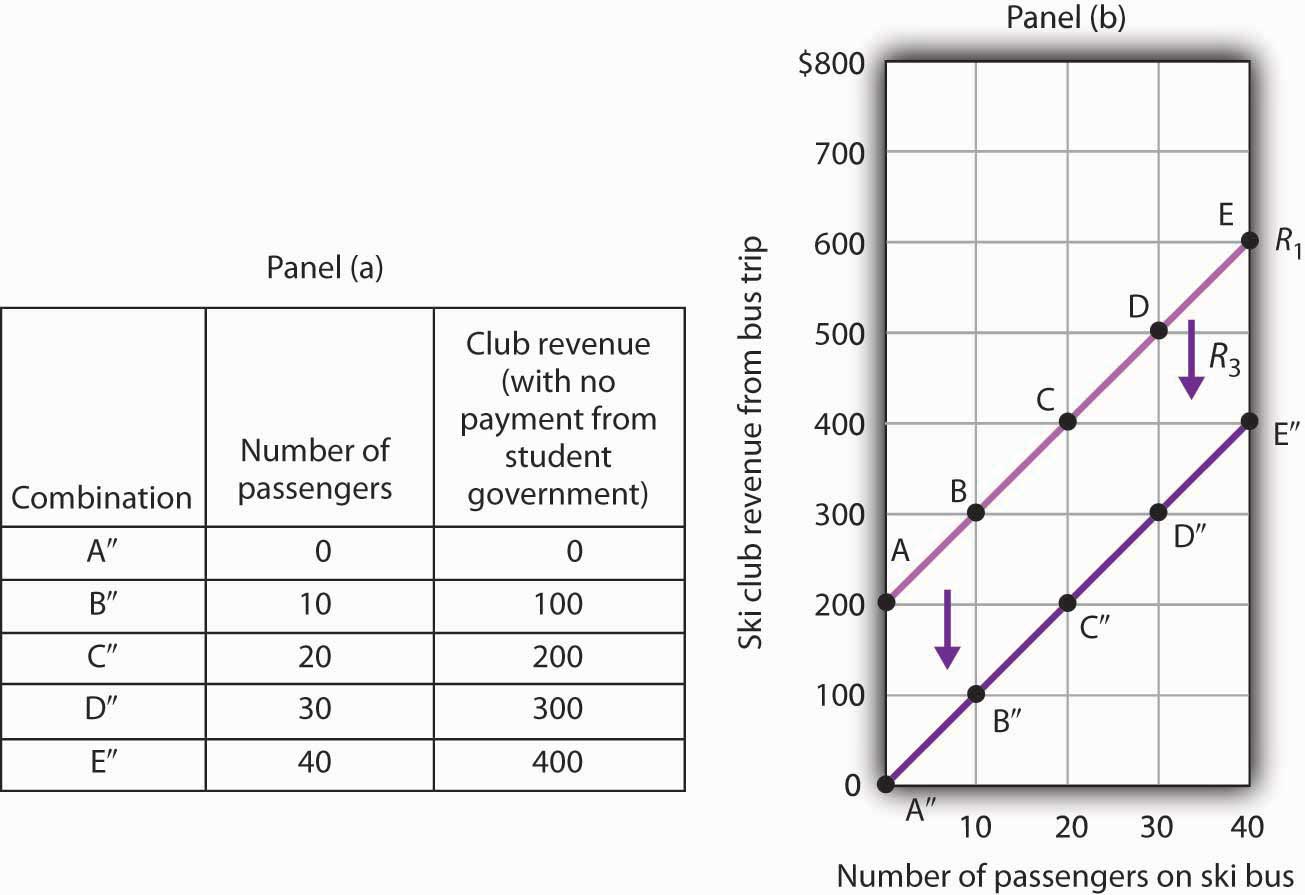 Panel (a)
Combination
Number of
passengers
Club revenue
(with no
payment from
student
government)
A″ 0 0
B″ 10 100
C″ 20 200
D″ 30 300
E″ 40 400
Panel (b)
Ski club revenue from bus trip
$800
700
600
500
400
300
200
100
0
E R1
D
R3
C
E″
B
D″
A
C″
B″
A″
10 20 30 40
Number of passengers on ski bus